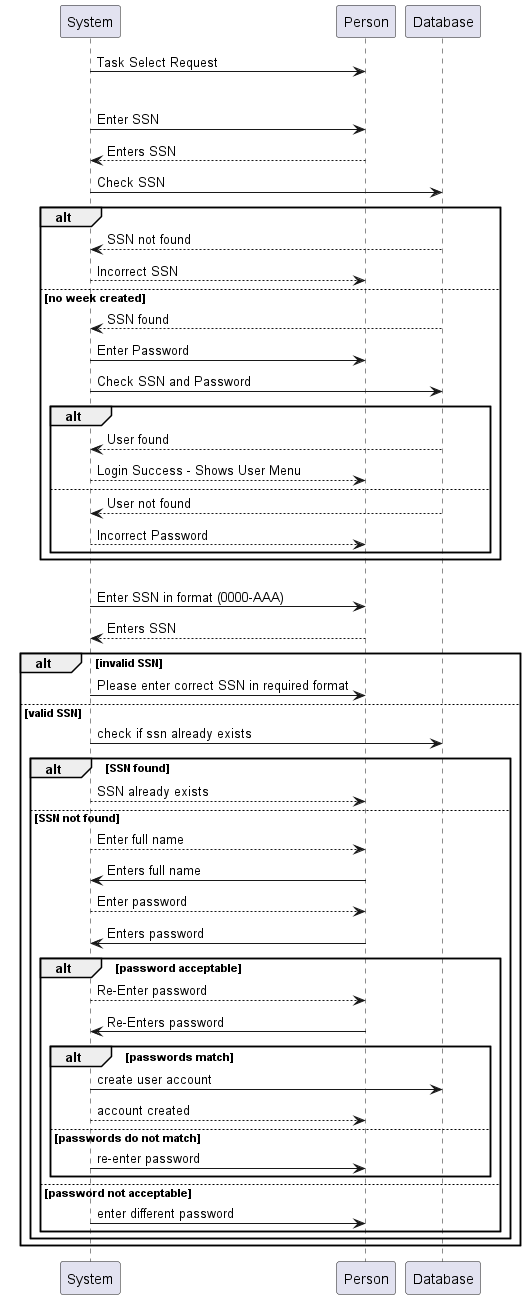 System Person Database
Task Select Request
Enter SSN
Enters SSN
Check SSN
alt
SSN not found
Incorrect SSN
[no week created]
SSN found
Enter Password
Check SSN and Password
alt
User found
Login Success - Shows User Menu
User not found
Incorrect Password
Enter SSN in format (0000-AAA)
Enters SSN
alt [invalid SSN]
Please enter correct SSN in required format
[valid SSN]
check if ssn already exists
alt [SSN found]
SSN already exists
[SSN not found]
Enter full name
Enters full name
Enter password
Enters password
alt [password acceptable]
Re-Enter password
Re-Enters password
alt [passwords match]
create user account
account created
[passwords do not match]
re-enter password
[password not acceptable]
enter different password
System Person Database